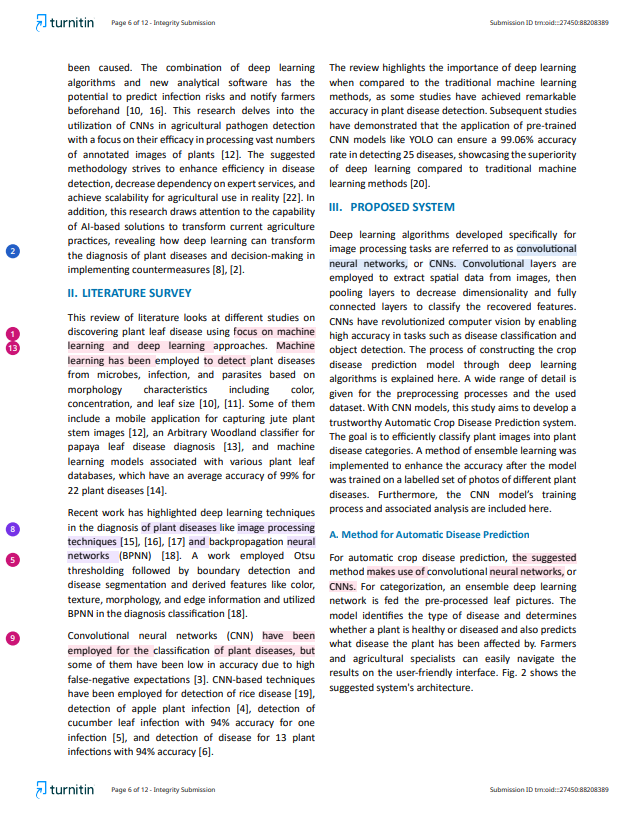 turnitin Page 6 of 12 - Integrity Submission Submission ID trn:oid:::27450:88208389
been caused. The combination of deep learning
algorithms and new analytical software has the
potential to predict infection risks and notify farmers
beforehand [10, 16]. This research delves into the
utilization of CNNs in agricultural pathogen detection
with a focus on their efficacy in processing vast numbers
of annotated images of plants [12]. The suggested
methodology strives to enhance efficiency in disease
detection, decrease dependency on expert services, and
achieve scalability for agricultural use in reality [22]. In
addition, this research draws attention to the capability
of AI-based solutions to transform current agriculture
2
practices, revealing how deep learning can transform
the diagnosis of plant diseases and decision-making in
implementing countermeasures [8], [2].
II. LITERATURE SURVEY
This review of literature looks at different studies on
1
discovering plant leaf disease using focus on machine
13
learning and deep learning approaches. Machine
learning has been employed to detect plant diseases
from microbes, infection, and parasites based on
morphology characteristics including color,
concentration, and leaf size [10], [11]. Some of them
include a mobile application for capturing jute plant
stem images [12], an Arbitrary Woodland classifier for
papaya leaf disease diagnosis [13], and machine
learning models associated with various plant leaf
databases, which have an average accuracy of 99% for
22 plant diseases [14].
Recent work has highlighted deep learning techniques
8
in the diagnosis of plant diseases like image processing
techniques [15], [16], [17] and backpropagation neural
5
networks (BPNN) [18]. A work employed Otsu
thresholding followed by boundary detection and
disease segmentation and derived features like color,
texture, morphology, and edge information and utilized
BPNN in the diagnosis classification [18].
9
Convolutional neural networks (CNN) have been
employed for the classification of plant diseases, but
some of them have been low in accuracy due to high
false-negative expectations [3]. CNN-based techniques
have been employed for detection of rice disease [19],
detection of apple plant infection [4], detection of
cucumber leaf infection with 94% accuracy for one
infection [5], and detection of disease for 13 plant
infections with 94% accuracy [6].
The review highlights the importance of deep learning
when compared to the traditional machine learning
methods, as some studies have achieved remarkable
accuracy in plant disease detection. Subsequent studies
have demonstrated that the application of pre-trained
CNN models like YOLO can ensure a 99.06% accuracy
rate in detecting 25 diseases, showcasing the superiority
of deep learning compared to traditional machine
learning methods [20].
III. PROPOSED SYSTEM
Deep learning algorithms developed specifically for
image processing tasks are referred to as convolutional
neural networks, or CNNs. Convolutional layers are
employed to extract spatial data from images, then
pooling layers to decrease dimensionality and fully
connected layers to classify the recovered features.
CNNs have revolutionized computer vision by enabling
high accuracy in tasks such as disease classification and
object detection. The process of constructing the crop
disease prediction model through deep learning
algorithms is explained here. A wide range of detail is
given for the preprocessing processes and the used
dataset. With CNN models, this study aims to develop a
trustworthy Automatic Crop Disease Prediction system.
The goal is to efficiently classify plant images into plant
disease categories. A method of ensemble learning was
implemented to enhance the accuracy after the model
was trained on a labelled set of photos of different plant
diseases. Furthermore, the CNN model's training
process and associated analysis are included here.
A. Method for Automatic Disease Prediction
For automatic crop disease prediction, the suggested
method makes use of convolutional neural networks, or
CNNs. For categorization, an ensemble deep learning
network is fed the pre-processed leaf pictures. The
model identifies the type of disease and determines
whether a plant is healthy or diseased and also predicts
what disease the plant has been affected by. Farmers
and agricultural specialists can easily navigate the
results on the user-friendly interface. Fig. 2 shows the
suggested system's architecture.
turnitin Page 6 of 12 - Integrity Submission Submission ID trn:oid:::27450:88208389